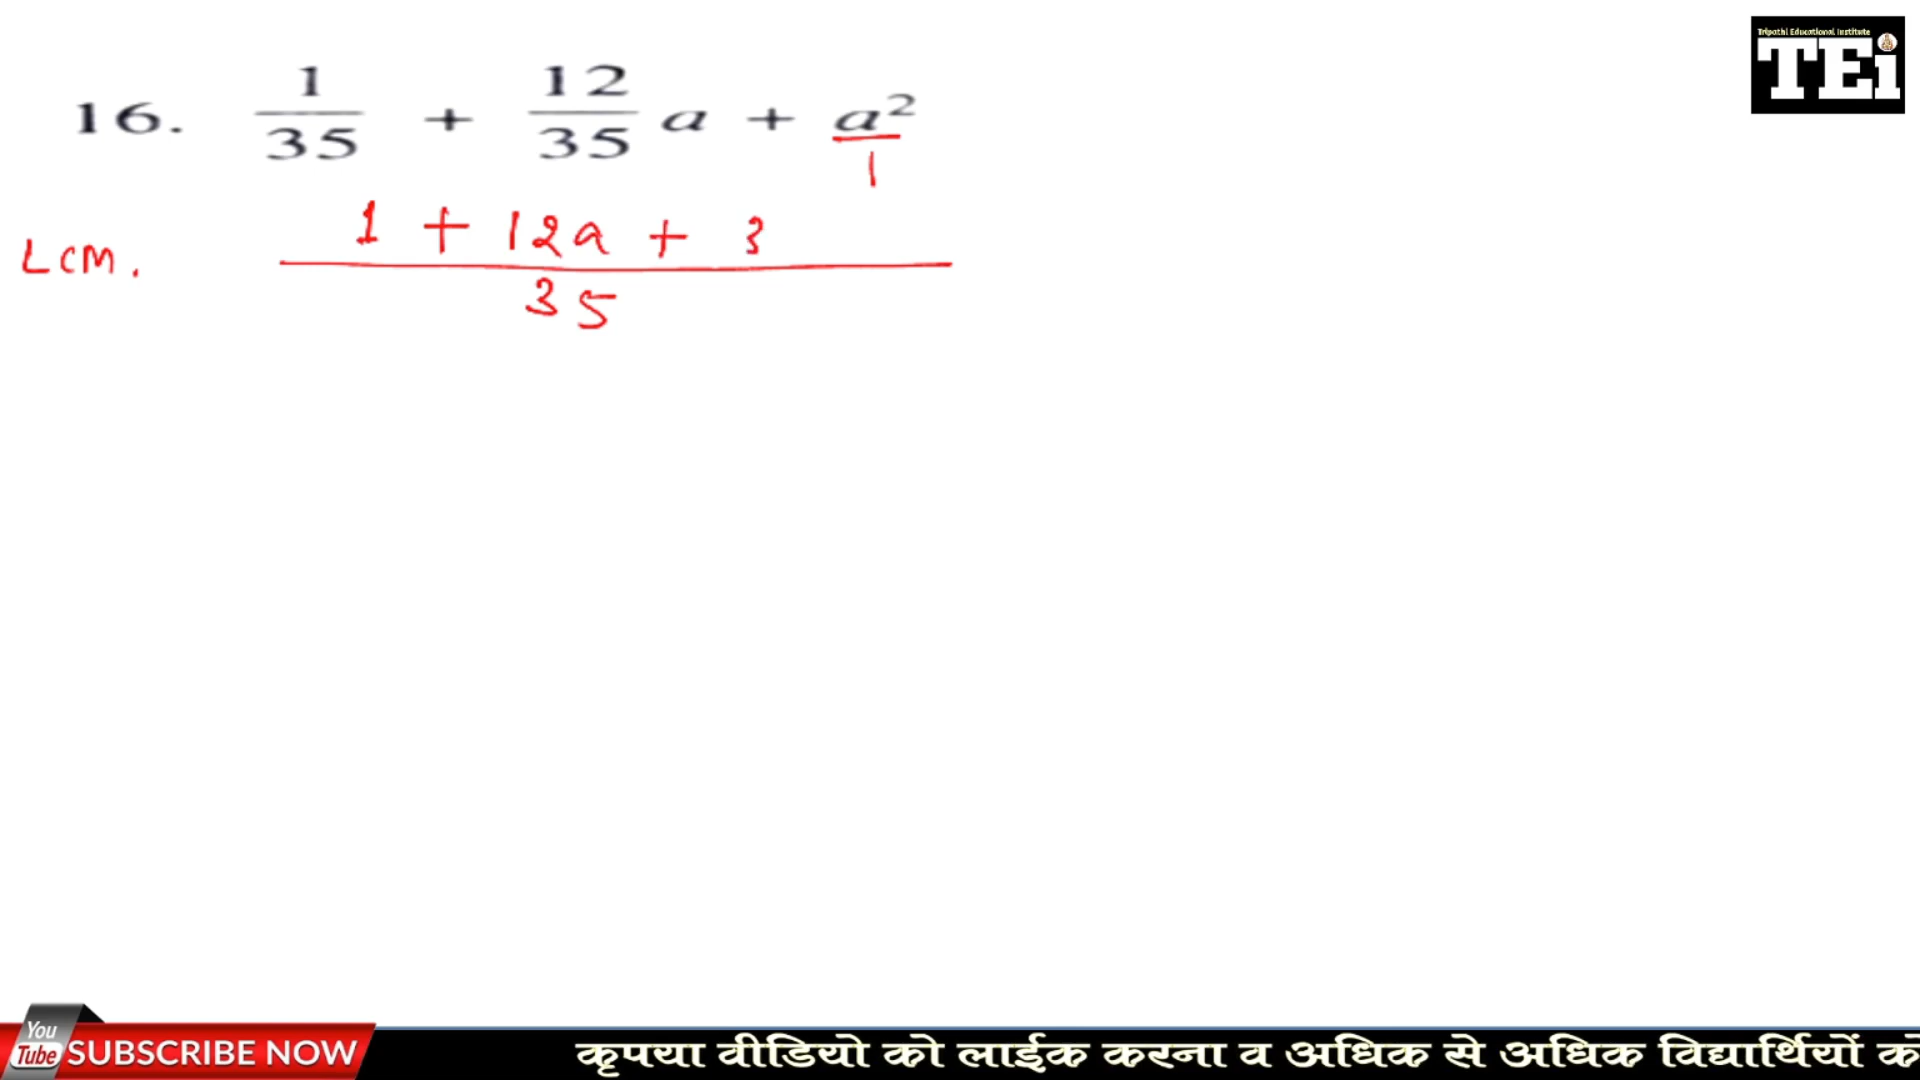 Tripathi Educational Institute
TEi
16. 1/35 + 12/35 a + a²/1
LCM. (1 + 12a + 3)/35
You Tube SUBSCRIBE NOW
कृपया वीडियो को लाईक करना व अधिक से अधिक विद्यार्थियों को